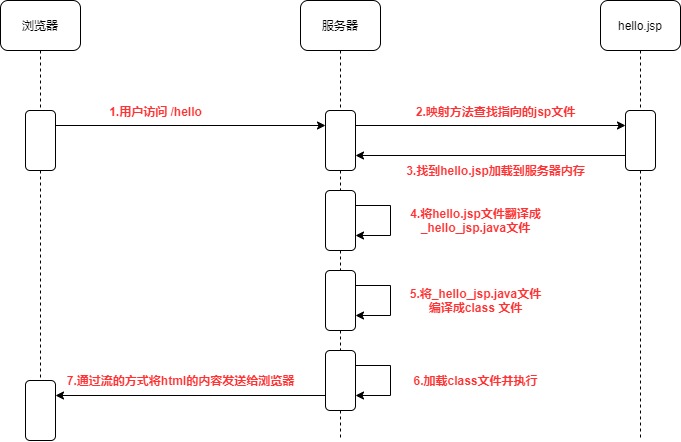 浏览器
服务器
hello.jsp
1.用户访问 /hello
2.映射方法查找指向的jsp文件
3.找到hello.jsp加载到服务器内存
4.将hello.jsp文件翻译成
_hello_jsp.java文件
5.将_hello_jsp.java文件
编译成class 文件
6.加载class文件并执行
7.通过流的方式将html的内容发送给浏览器